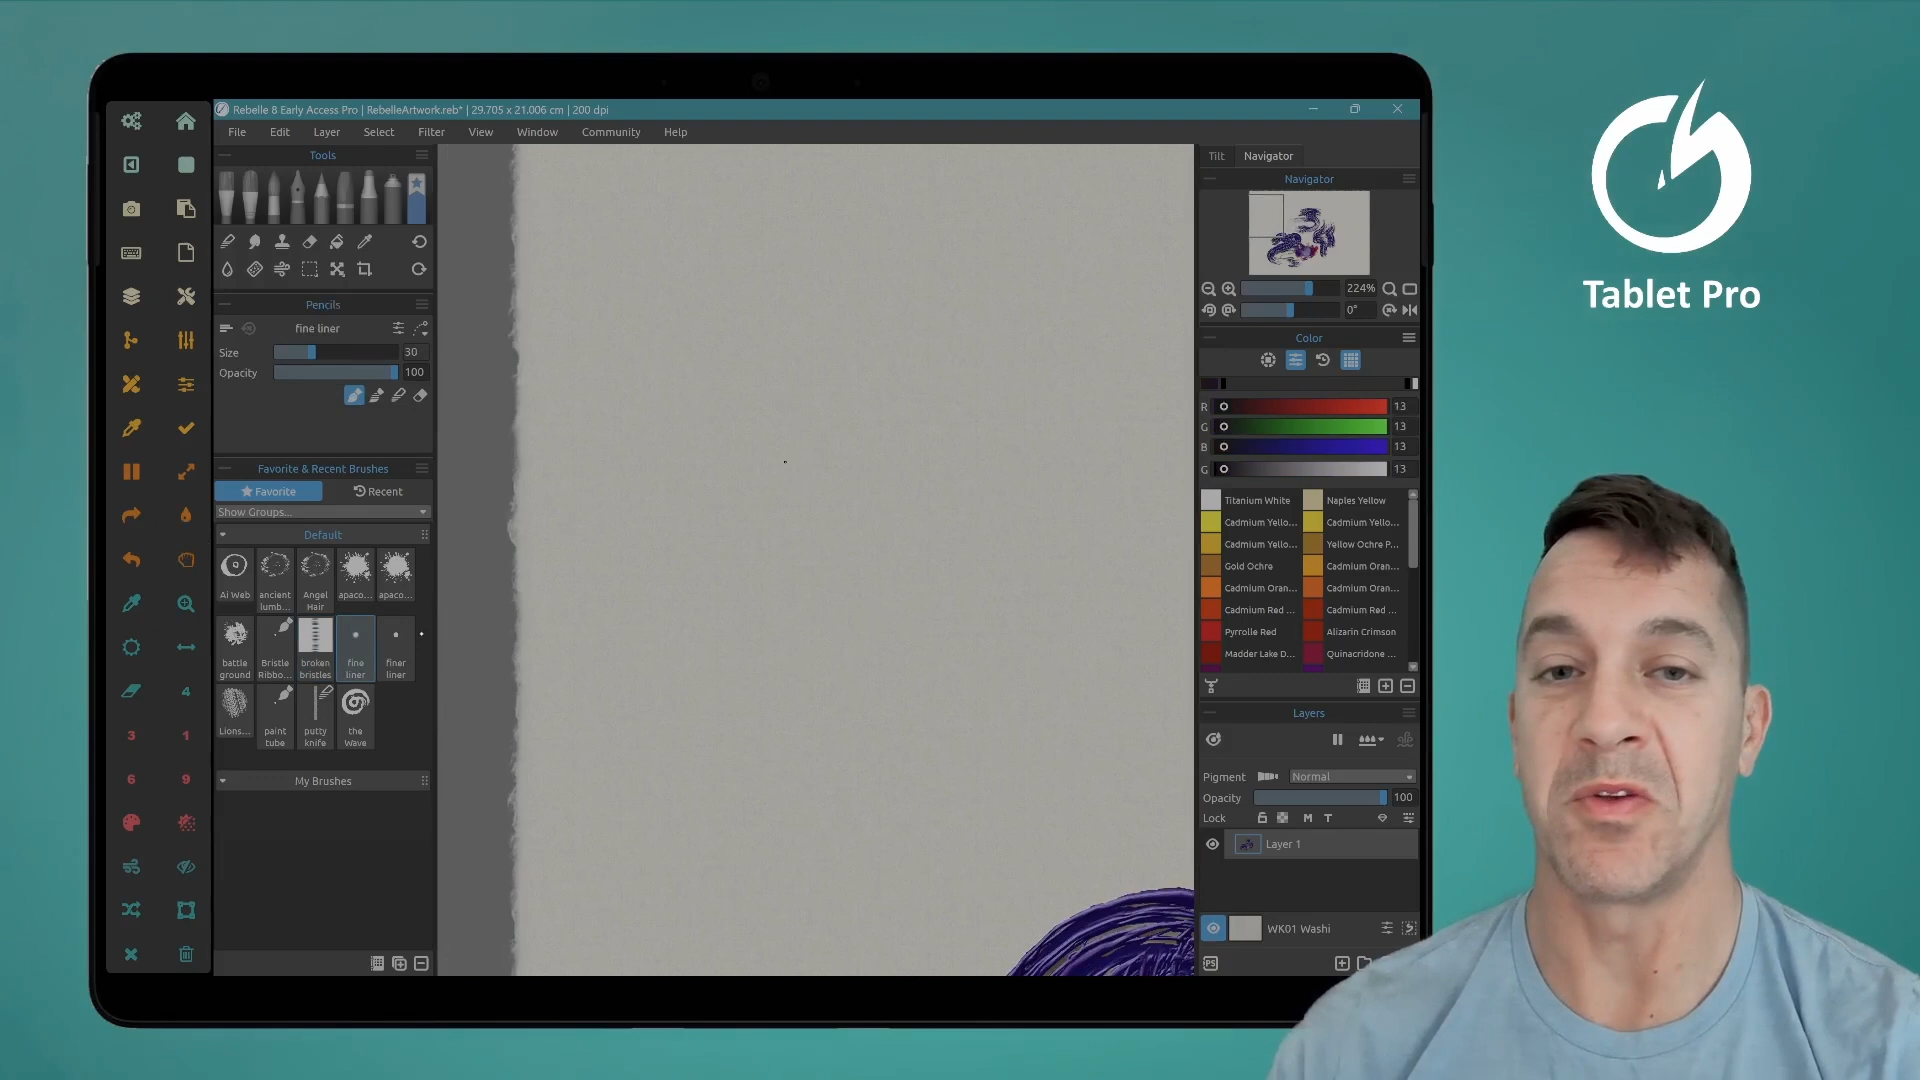 Rebelle 8 Early Access Pro | RebelleArtwork.reb* | 29.705 x 21.006 cm | 200 dpi
File Edit Layer Select Filter View Window Community Help
Tools
Pencils
fine liner
Size 30
Opacity 100
Favorite & Recent Brushes
Favorite Recent
Show Groups...
Default
Ai Web
ancient lumb...
Angel Hair
apaco...
apaco...
battle ground
Bristle Ribbo...
broken bristles
fine liner
finer liner
Lions...
paint tube
putty knife
the Wave
My Brushes
4
3 1
6 9
Tilt Navigator
Navigator
224%
0°
Color
R 13
G 13
B 13
G 13
Titanium White Naples Yellow
Cadmium Yello... Cadmium Yello...
Cadmium Yello... Yellow Ochre P...
Gold Ochre Cadmium Oran...
Cadmium Oran... Cadmium Oran...
Cadmium Red ... Cadmium Red ...
Pyrrolle Red Alizarin Crimson
Madder Lake D... Quinacridone ...
Layers
Pigment Normal
Opacity 100
Lock M T
Layer 1
WK01 Washi
PS
Tablet Pro